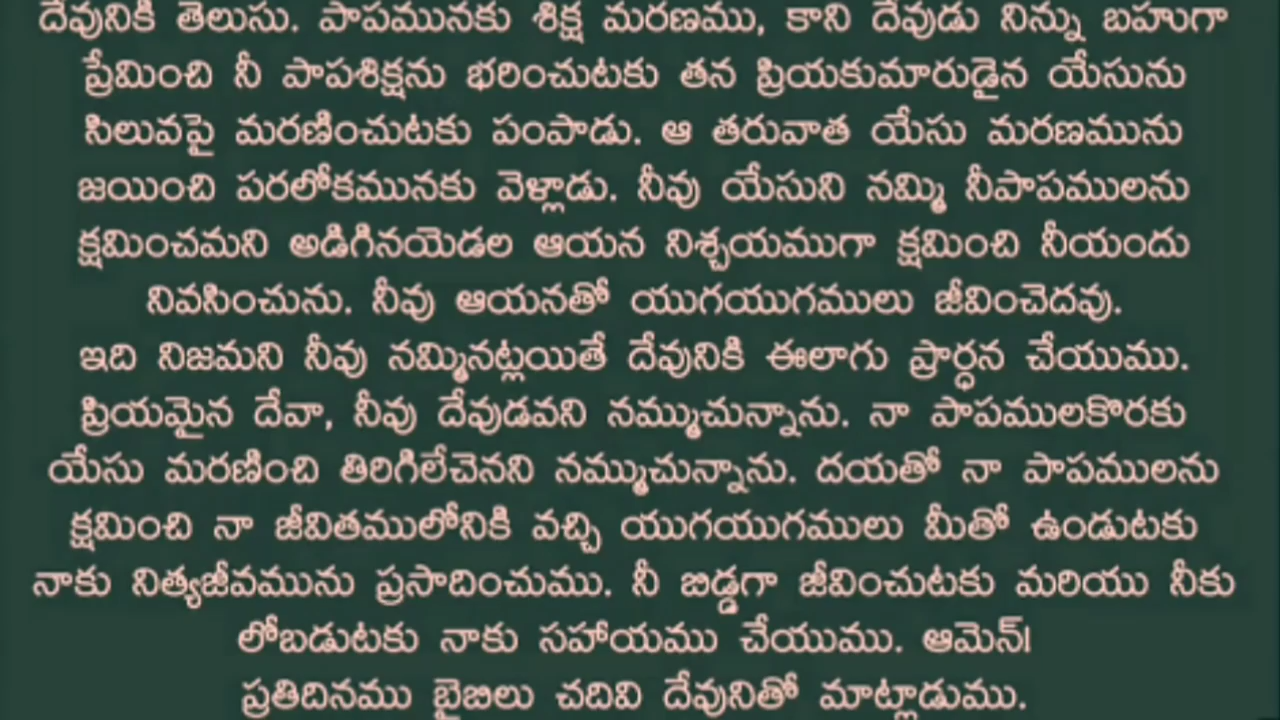 దేవునికి తెలుసు. పాపమునకు శిక్ష మరణము, కాని దేవుడు నిన్ను బహుగా
ప్రేమించి నీ పాపశిక్షను భరించుటకు తన ప్రియకుమారుడైన యేసును
సిలువపై మరణించుటకు పంపాడు. ఆ తరువాత యేసు మరణమును
జయించి పరలోకమునకు వెళ్లాడు. నీవు యేసుని నమ్మి నీపాపములను
క్షమించమని అడిగినయెడల ఆయన నిశ్చయముగా క్షమించి నీయందు
నివసించును. నీవు ఆయనతో యుగయుగములు జీవించెదవు.
ఇది నిజమని నీవు నమ్మినట్లయితే దేవునికి ఈలాగు ప్రార్ధన చేయుము.
ప్రియమైన దేవా, నీవు దేవుడవని నమ్ముచున్నాను. నా పాపములకొరకు
యేసు మరణించి తిరిగిలేచెనని నమ్ముచున్నాను. దయతో నా పాపములను
క్షమించి నా జీవితములోనికి వచ్చి యుగయుగములు మీతో ఉండుటకు
నాకు నిత్యజీవమును ప్రసాదించుము. నీ బిడ్డగా జీవించుటకు మరియు నీకు
లోబడుటకు నాకు సహాయము చేయుము. ఆమెన్!
ప్రతిదినము బైబిలు చదివి దేవునితో మాట్లాడుము.